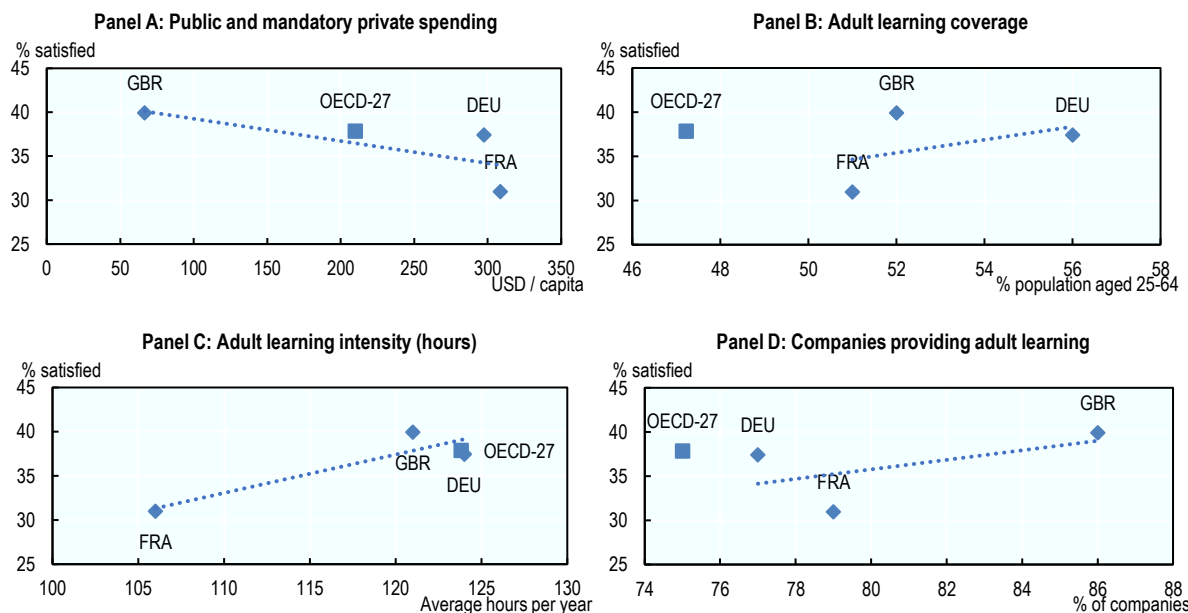 Panel A: Public and mandatory private spending
% satisfied
45
40
35
30
25
GBR
OECD-27
DEU
FRA
0 50 100 150 200 250 300 350
USD / capita
Panel B: Adult learning coverage
% satisfied
45
40
35
30
25
OECD-27
GBR
DEU
FRA
46 48 50 52 54 56 58
% population aged 25-64
Panel C: Adult learning intensity (hours)
% satisfied
45
40
35
30
25
GBR
OECD-27
DEU
FRA
100 105 110 115 120 125 130
Average hours per year
Panel D: Companies providing adult learning
% satisfied
45
40
35
30
25
OECD-27
DEU
GBR
FRA
74 76 78 80 82 84 86 88
% of companies